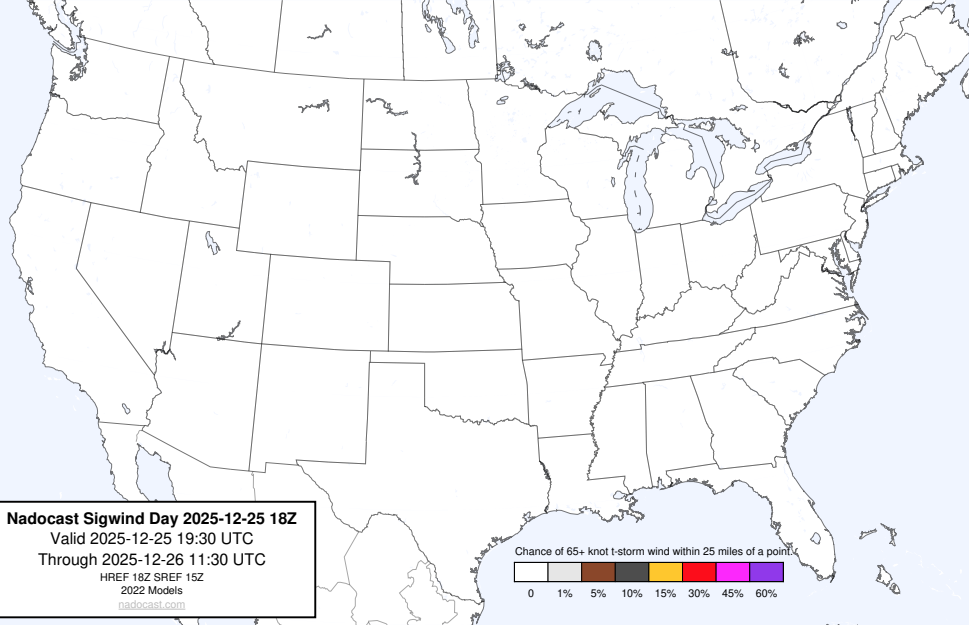 Nadocast Sigwind Day 2025-12-25 18Z
Valid 2025-12-25 19:30 UTC
Through 2025-12-26 11:30 UTC
HREF 18Z SREF 15Z
2022 Models
nadocast.com
Chance of 65+ knot t-storm wind within 25 miles of a point.
0 1% 5% 10% 15% 30% 45% 60%